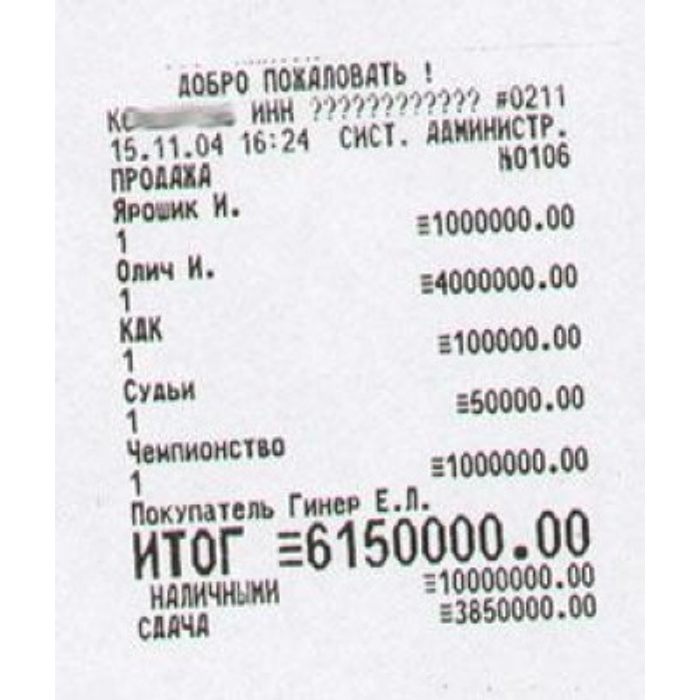 ДОБРО ПОЖАЛОВАТЬ !
ИНН ???????????? #0211
15.11.04 16:24 СИСТ. АДМИНИСТР.
ПРОДАЖА №0106
Ярошик И.
1 ≡1000000.00
Олич И.
1 ≡4000000.00
КДК
1 ≡100000.00
Судьи
1 ≡50000.00
Чемпионство
1 ≡1000000.00
Покупатель Гинер Е.Л.
ИТОГ ≡6150000.00
НАЛИЧНЫМИ ≡10000000.00
СДАЧА ≡3850000.00